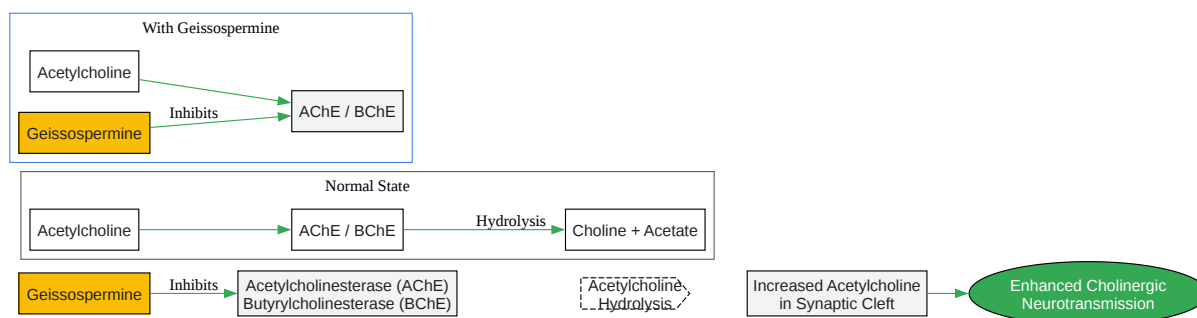 With Geissospermine
Acetylcholine
Geissospermine
Inhibits
AChE / BChE
Normal State
Acetylcholine
AChE / BChE
Hydrolysis
Choline + Acetate
Geissospermine
Inhibits
Acetylcholinesterase (AChE)
Butyrylcholinesterase (BChE)
Acetylcholine
Hydrolysis
Increased Acetylcholine
in Synaptic Cleft
Enhanced Cholinergic
Neurotransmission